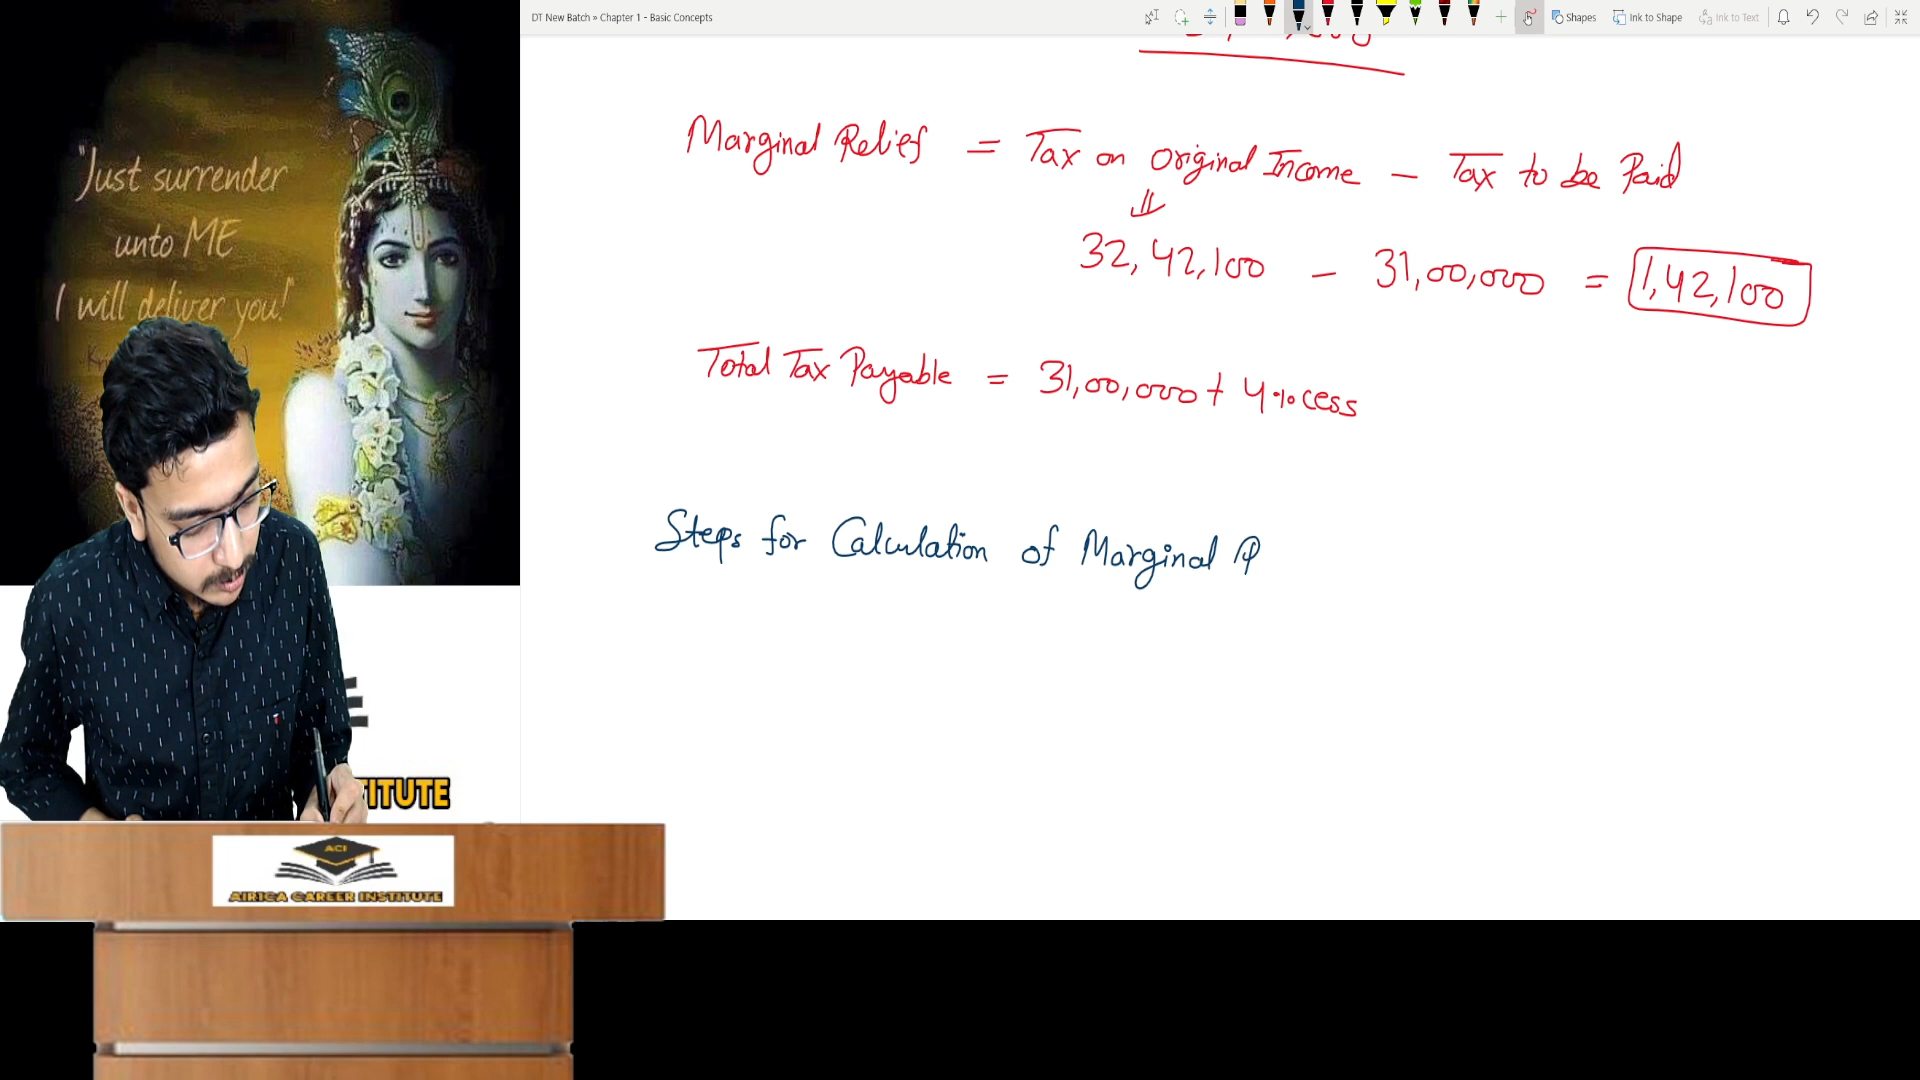 DT New Batch » Chapter 1 - Basic Concepts
Shapes
Ink to Shape
Ink to Text
"Just surrender
unto ME
I will deliver you!"
Marginal Relief = Tax on Original Income - Tax to be Paid
32,42,100 - 31,00,000 = 1,42,100
Total Tax Payable = 31,00,000 + 4% cess
Steps for Calculation of Marginal
TITUTE
ACI
AIRICA CAREER INSTITUTE